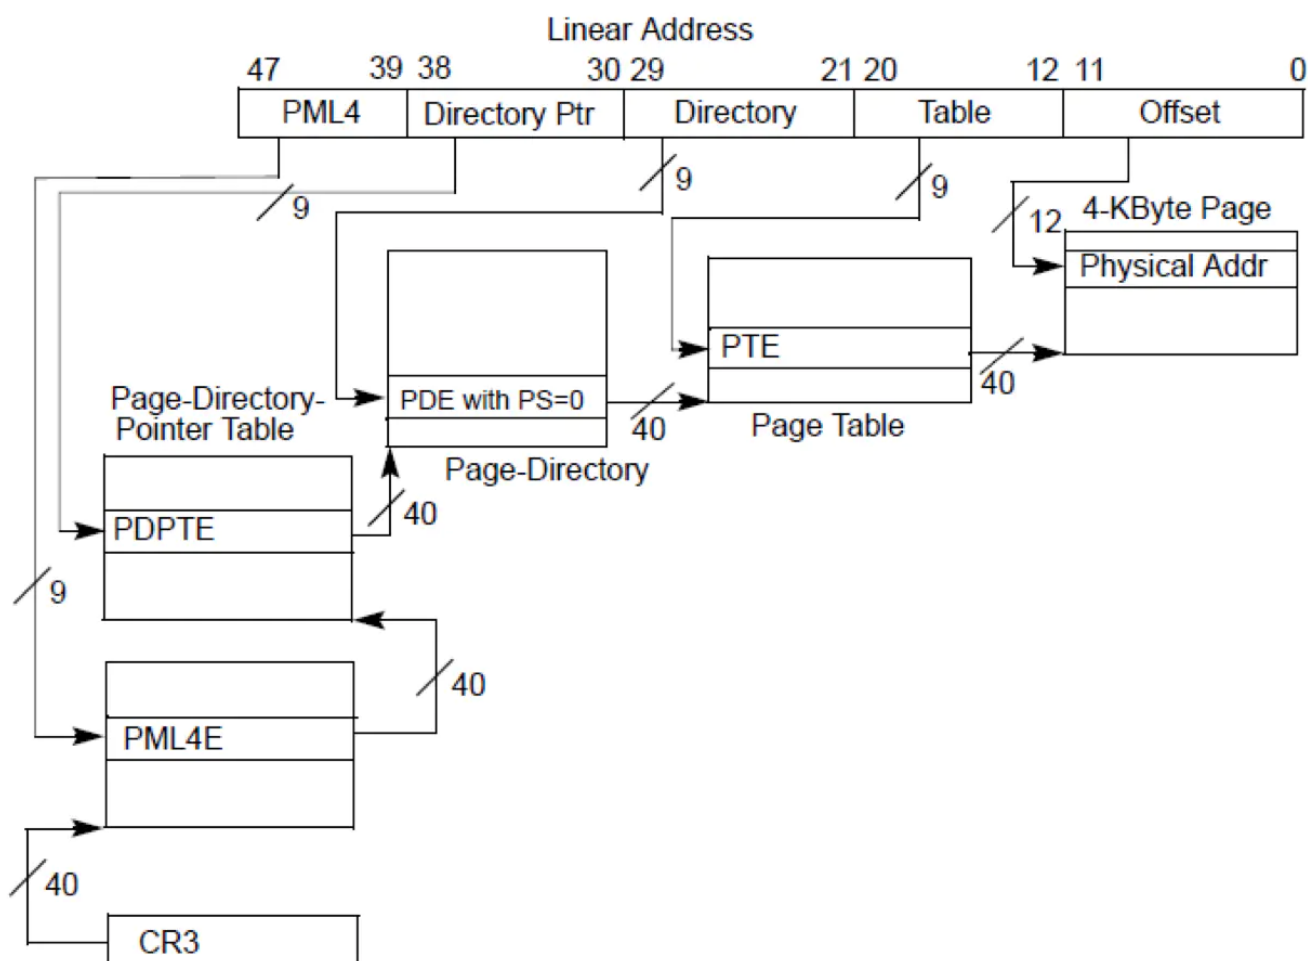 Linear Address
47 39 38 30 29 21 20 12 11 0
PML4 Directory Ptr Directory Table Offset
9 9 9 12 4-KByte Page
Physical Addr
PTE
40
40
Page-Directory-
Pointer Table
PDE with PS=0
40
Page Table
Page-Directory
40
PDPTE
9
40
PML4E
40
CR3